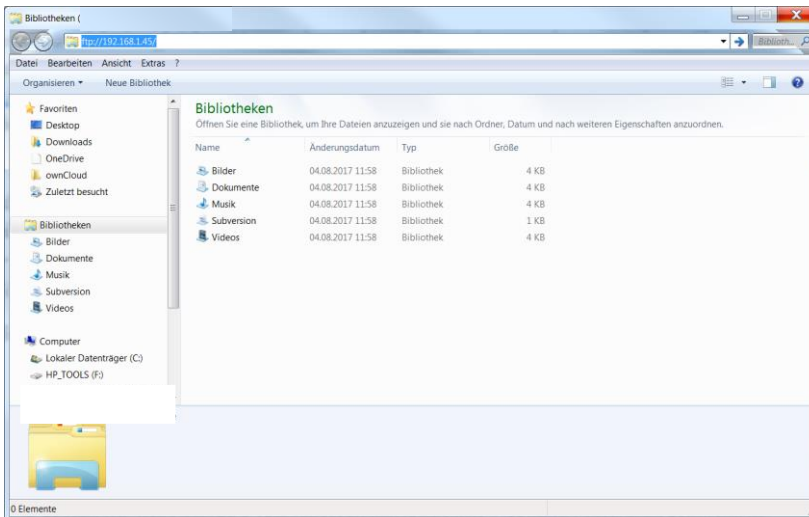 Bibliotheken (
ftp://192.168.1.45/
Biblioth...
Datei Bearbeiten Ansicht Extras ?
Organisieren Neue Bibliothek
Favoriten
Desktop
Downloads
OneDrive
ownCloud
Zuletzt besucht
Bibliotheken
Bilder
Dokumente
Musik
Subversion
Videos
Computer
Lokaler Datenträger (C:)
HP_TOOLS (F:)
Bibliotheken
Öffnen Sie eine Bibliothek, um Ihre Dateien anzuzeigen und sie nach Ordner, Datum und nach weiteren Eigenschaften anzuordnen.
Name Änderungsdatum Typ Größe
Bilder 04.08.2017 11:58 Bibliothek 4 KB
Dokumente 04.08.2017 11:58 Bibliothek 4 KB
Musik 04.08.2017 11:58 Bibliothek 4 KB
Subversion 04.08.2017 11:58 Bibliothek 1 KB
Videos 04.08.2017 11:58 Bibliothek 4 KB
0 Elemente